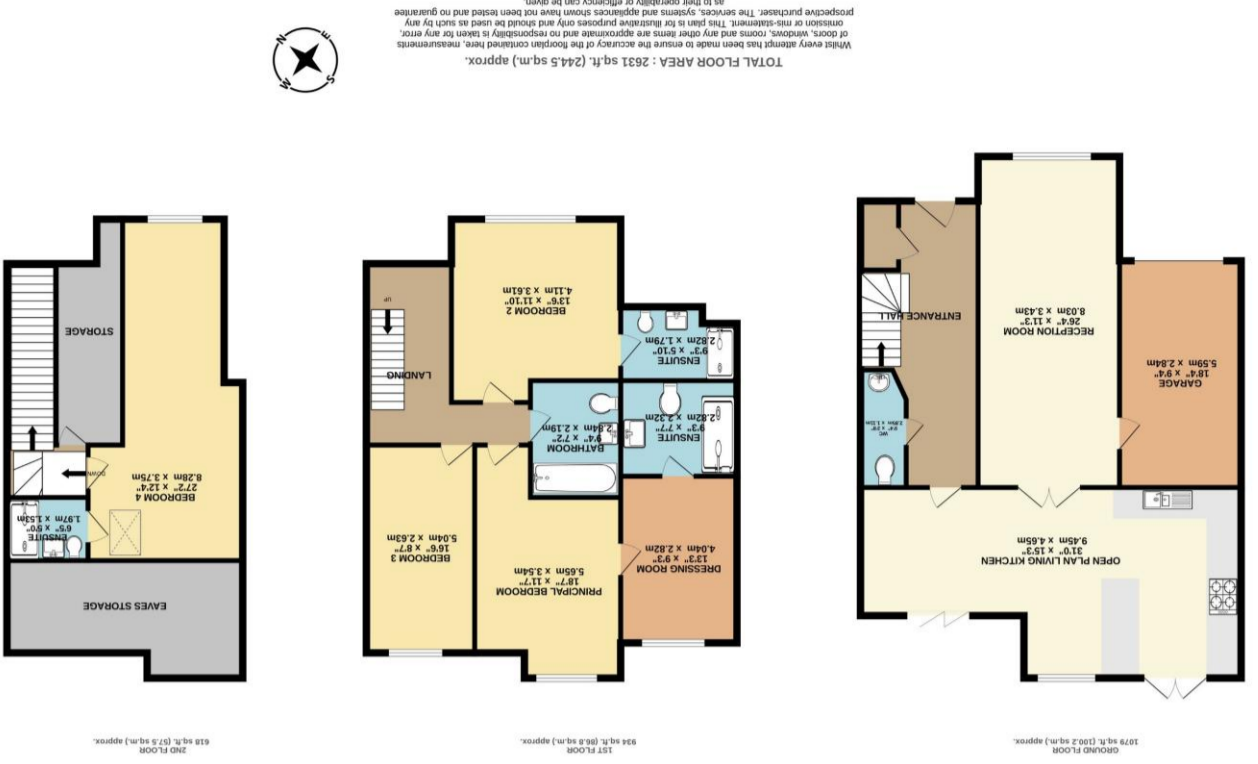 GROUND FLOOR
1079 sq.ft. (100.2 sq.m.) approx.
OPEN PLAN LIVING KITCHEN
31'0" x 15'3"
9.45m x 4.65m
GARAGE
18'4" x 9'4"
5.59m x 2.84m
RECEPTION ROOM
26'4" x 11'3"
8.03m x 3.43m
WC
ENTRANCE HALL
1ST FLOOR
934 sq.ft. (86.8 sq.m.) approx.
DRESSING ROOM
13'3" x 9'3"
4.04m x 2.82m
PRINCIPAL BEDROOM
18'7" x 11'7"
5.65m x 3.54m
BEDROOM 3
16'6" x 8'7"
5.04m x 2.63m
ENSUITE
9'3" x 7'7"
2.82m x 2.32m
BATHROOM
9'4" x 7'2"
2.84m x 2.19m
LANDING
UP
ENSUITE
9'3" x 5'10"
2.82m x 1.79m
BEDROOM 2
13'6" x 11'10"
4.11m x 3.61m
2ND FLOOR
618 sq.ft. (57.5 sq.m.) approx.
EAVES STORAGE
ENSUITE
6'5" x 5'0"
1.97m x 1.53m
BEDROOM 4
27'2" x 12'4"
8.28m x 3.75m
DOWN
STORAGE
TOTAL FLOOR AREA : 2631 sq.ft. (244.5 sq.m.) approx.
Whilst every attempt has been made to ensure the accuracy of the floorplan contained here, measurements
of doors, windows, rooms and any other items are approximate and no responsibility is taken for any error,
omission or mis-statement. This plan is for illustrative purposes only and should be used as such by any
prospective purchaser. The services, systems and appliances shown have not been tested and no guarantee
as to their operability or efficiency can be given.
N
E
S
W